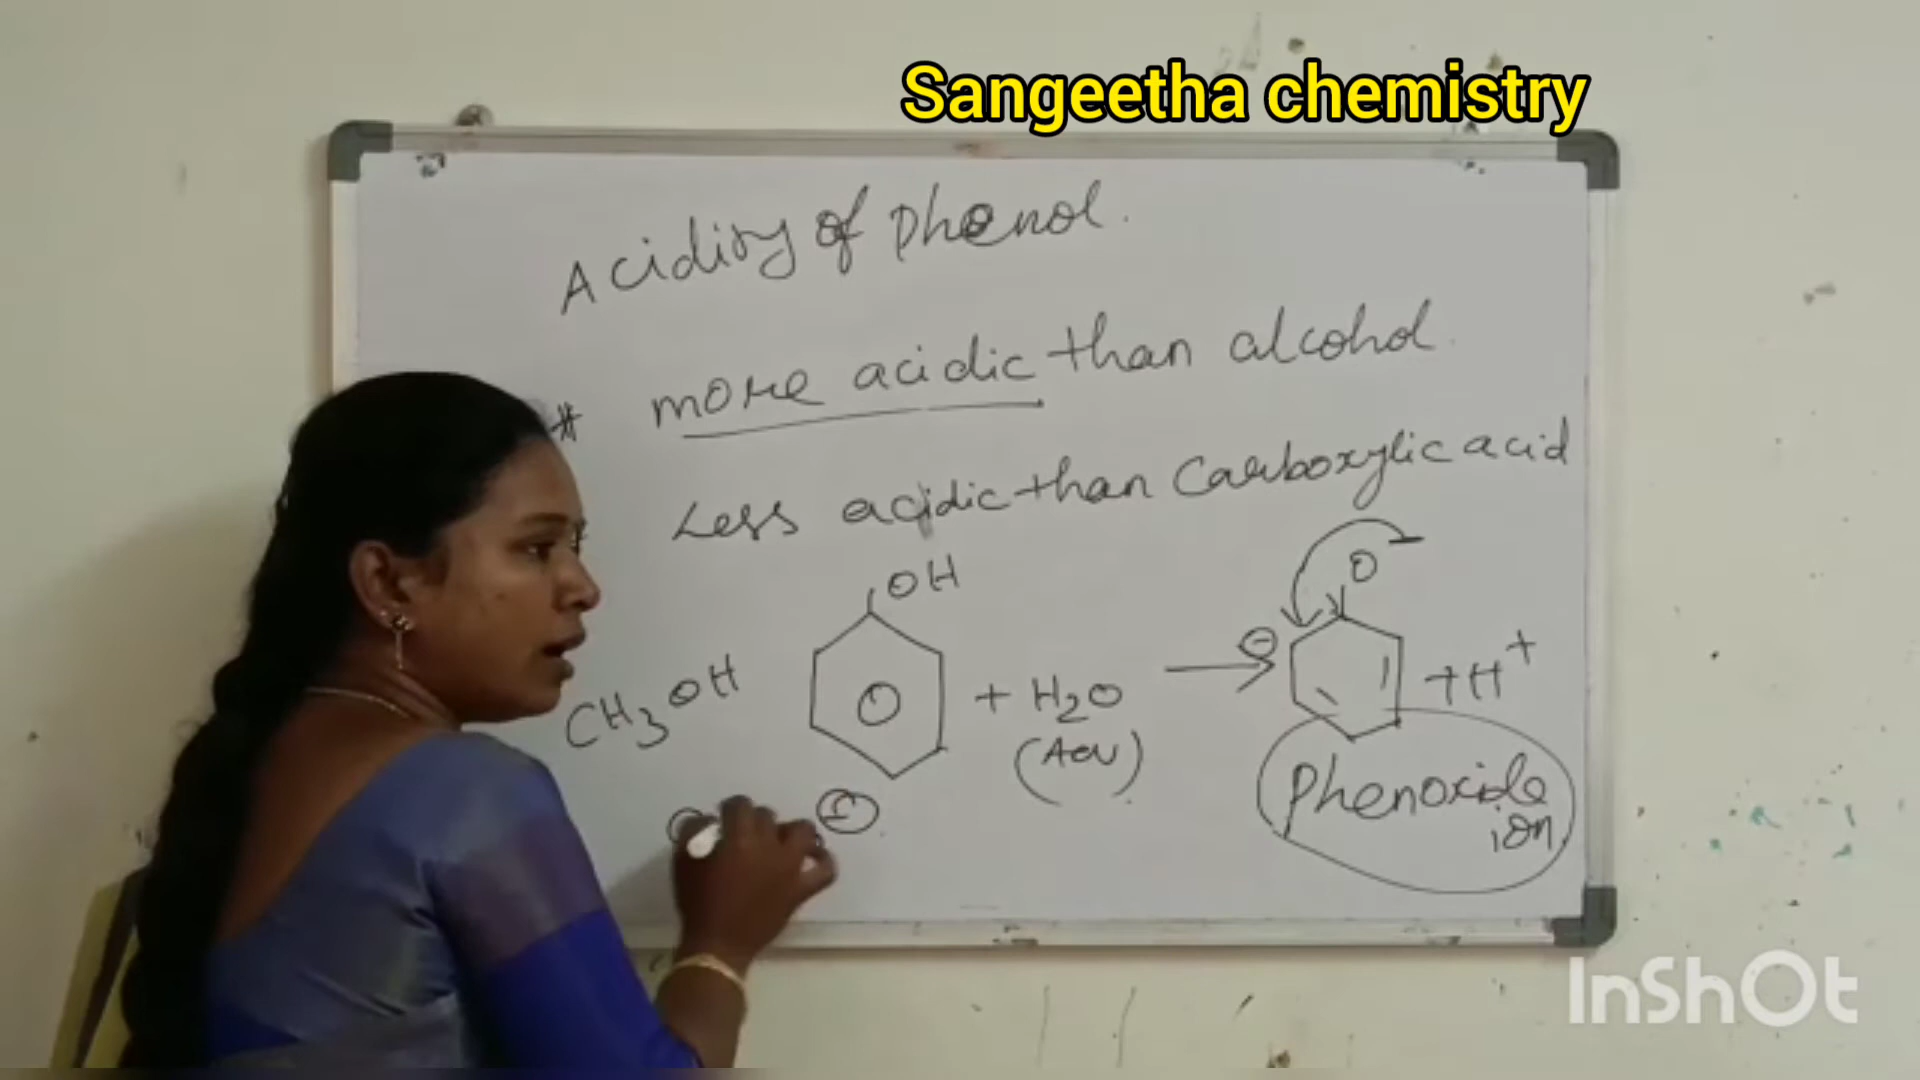 Sangeetha chemistry
Acidity of phenol.
* more acidic than alcohol.
Less acidic than Carboxylic acid
OH
O
CH3OH
+ H2O → ⊖ + H+
phenoxide
ion
InShOt